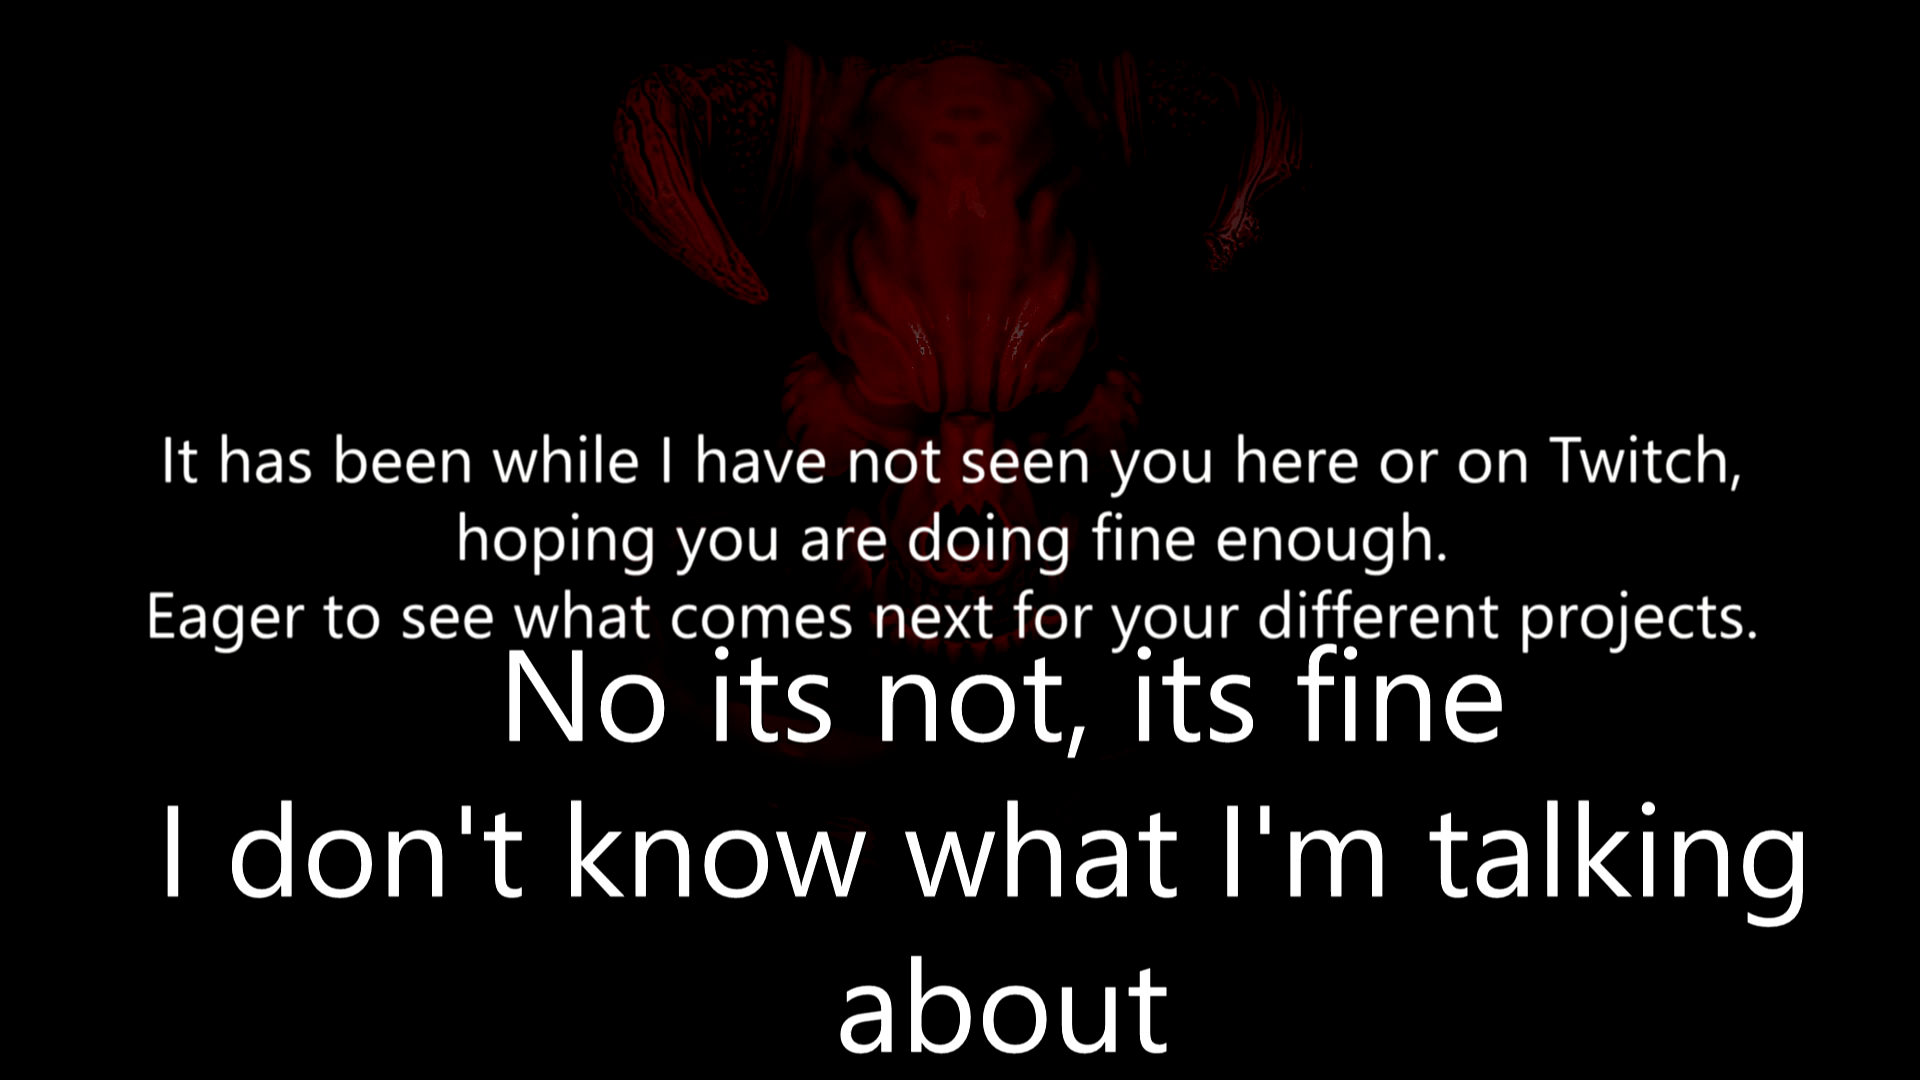 It has been while I have not seen you here or on Twitch,
hoping you are doing fine enough.
Eager to see what comes next for your different projects.
No its not, its fine
I don't know what I'm talking
about